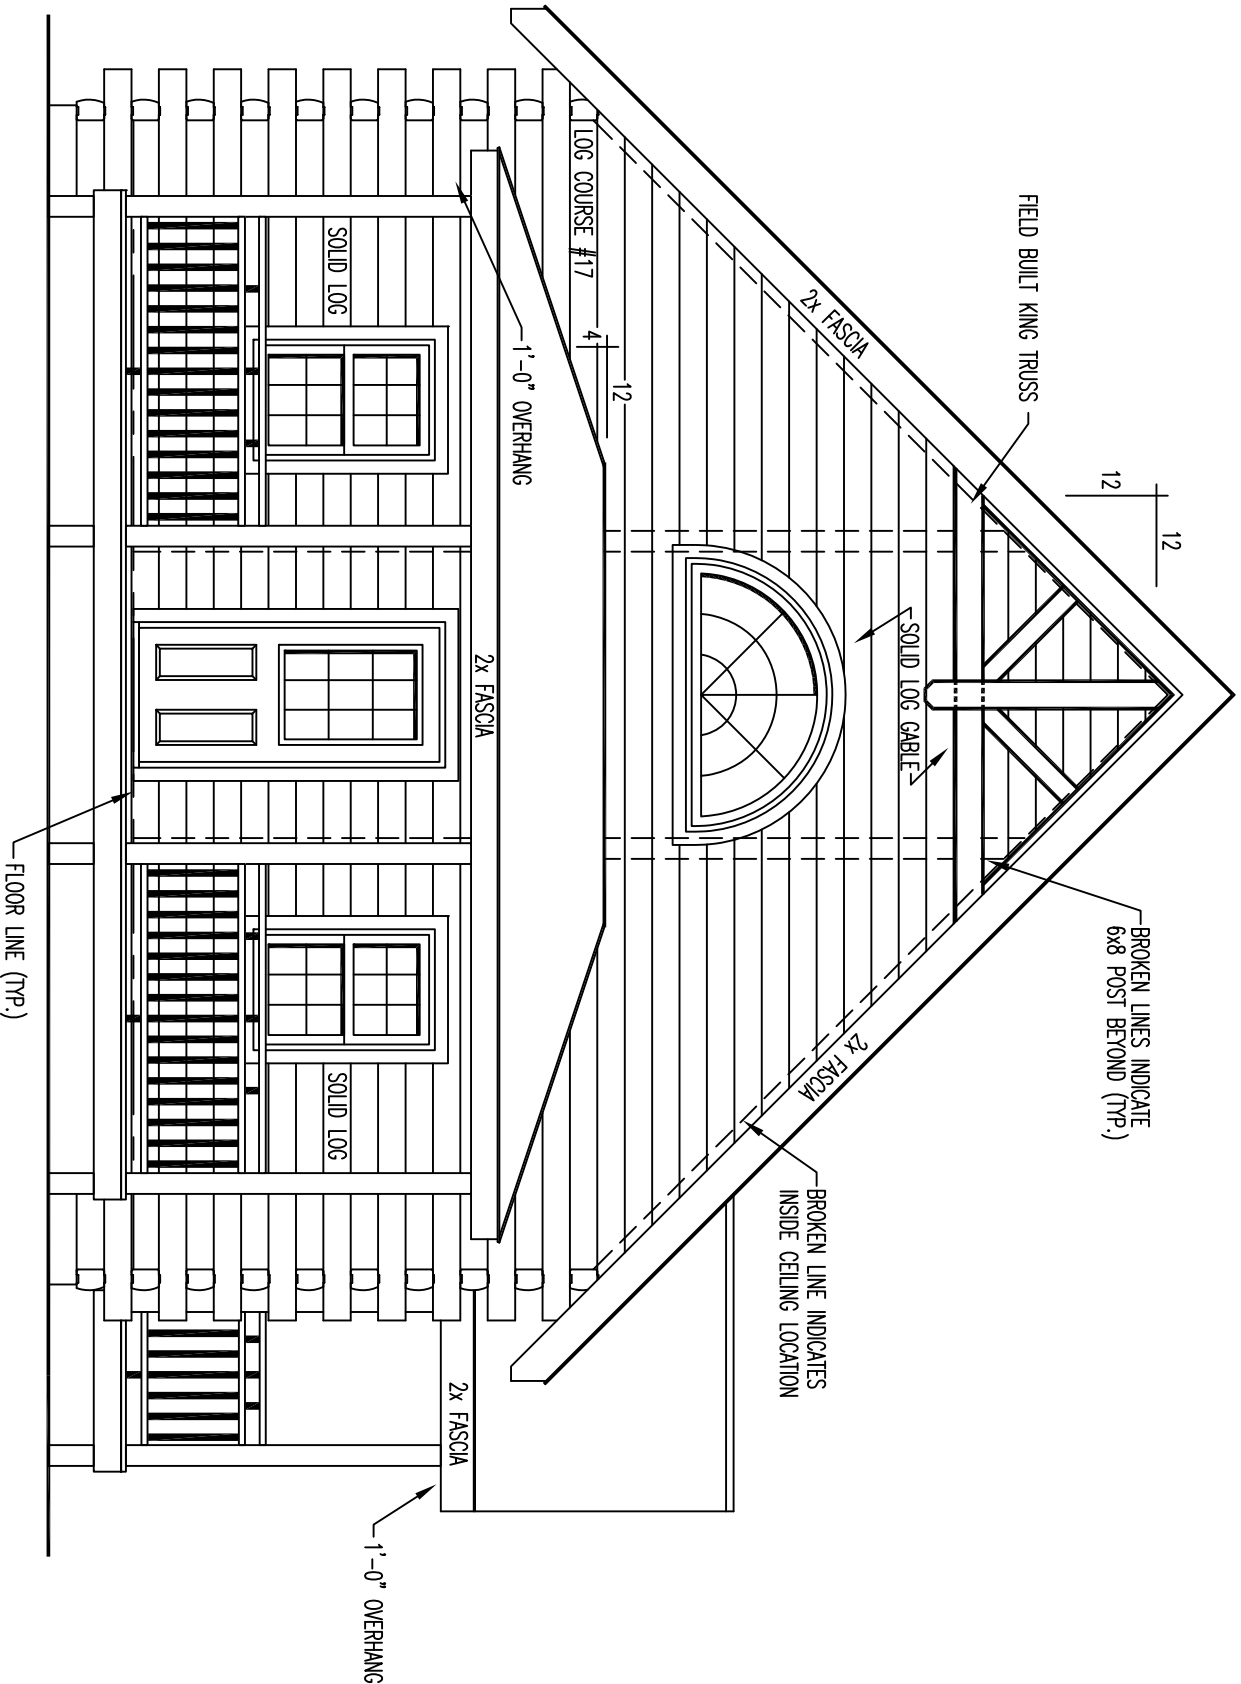 FIELD BUILT KING TRUSS
12
12
BROKEN LINES INDICATE
6x8 POST BEYOND (TYP.)
2x FASCIA
SOLID LOG GABLE
2x FASCIA
BROKEN LINE INDICATES
INSIDE CEILING LOCATION
LOG COURSE #17
12
4
1'-0" OVERHANG
2x FASCIA
2x FASCIA
SOLID LOG
SOLID LOG
1'-0" OVERHANG
FLOOR LINE (TYP.)